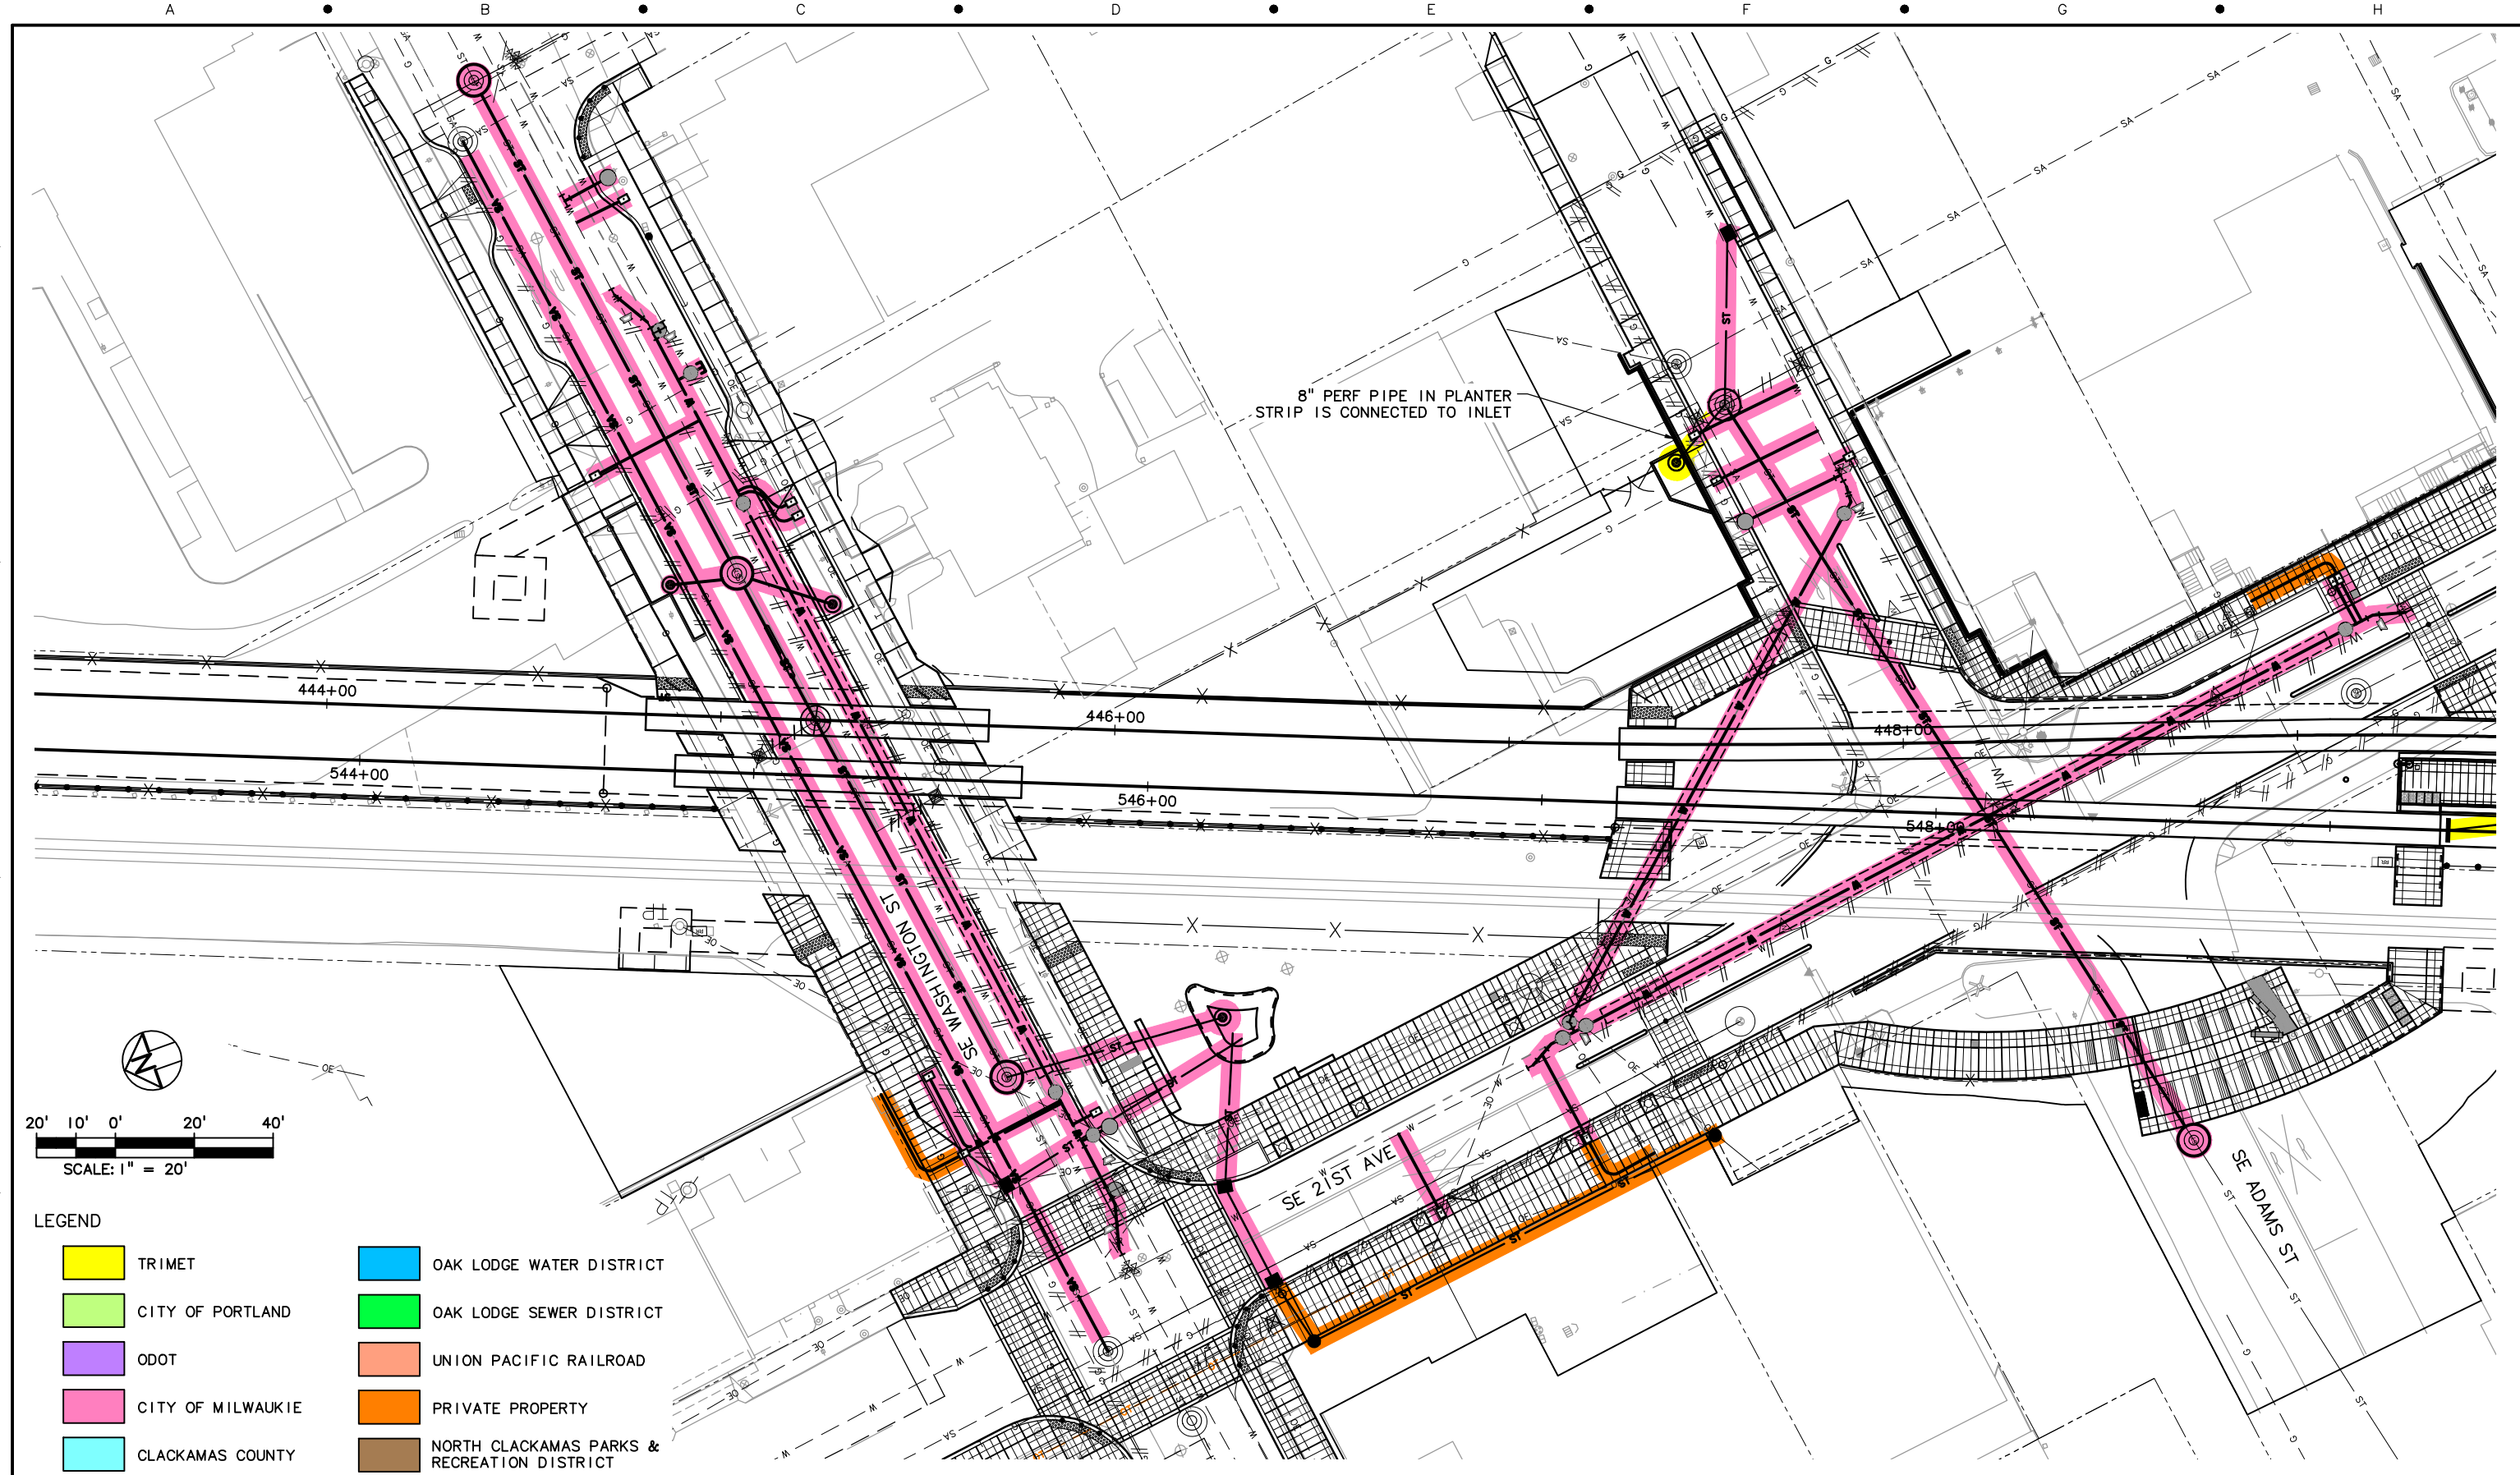 A
B
C
D
E
F
G
H
8" PERF PIPE IN PLANTER
STRIP IS CONNECTED TO INLET
444+00
446+00
448+00
544+00
546+00
548+00
SE WASHINGTON ST
SE 21ST AVE
SE ADAMS ST
20' 10' 0' 20' 40'
SCALE: 1" = 20'
LEGEND
TRIMET
CITY OF PORTLAND
ODOT
CITY OF MILWAUKIE
CLACKAMAS COUNTY
OAK LODGE WATER DISTRICT
OAK LODGE SEWER DISTRICT
UNION PACIFIC RAILROAD
PRIVATE PROPERTY
NORTH CLACKAMAS PARKS &
RECREATION DISTRICT